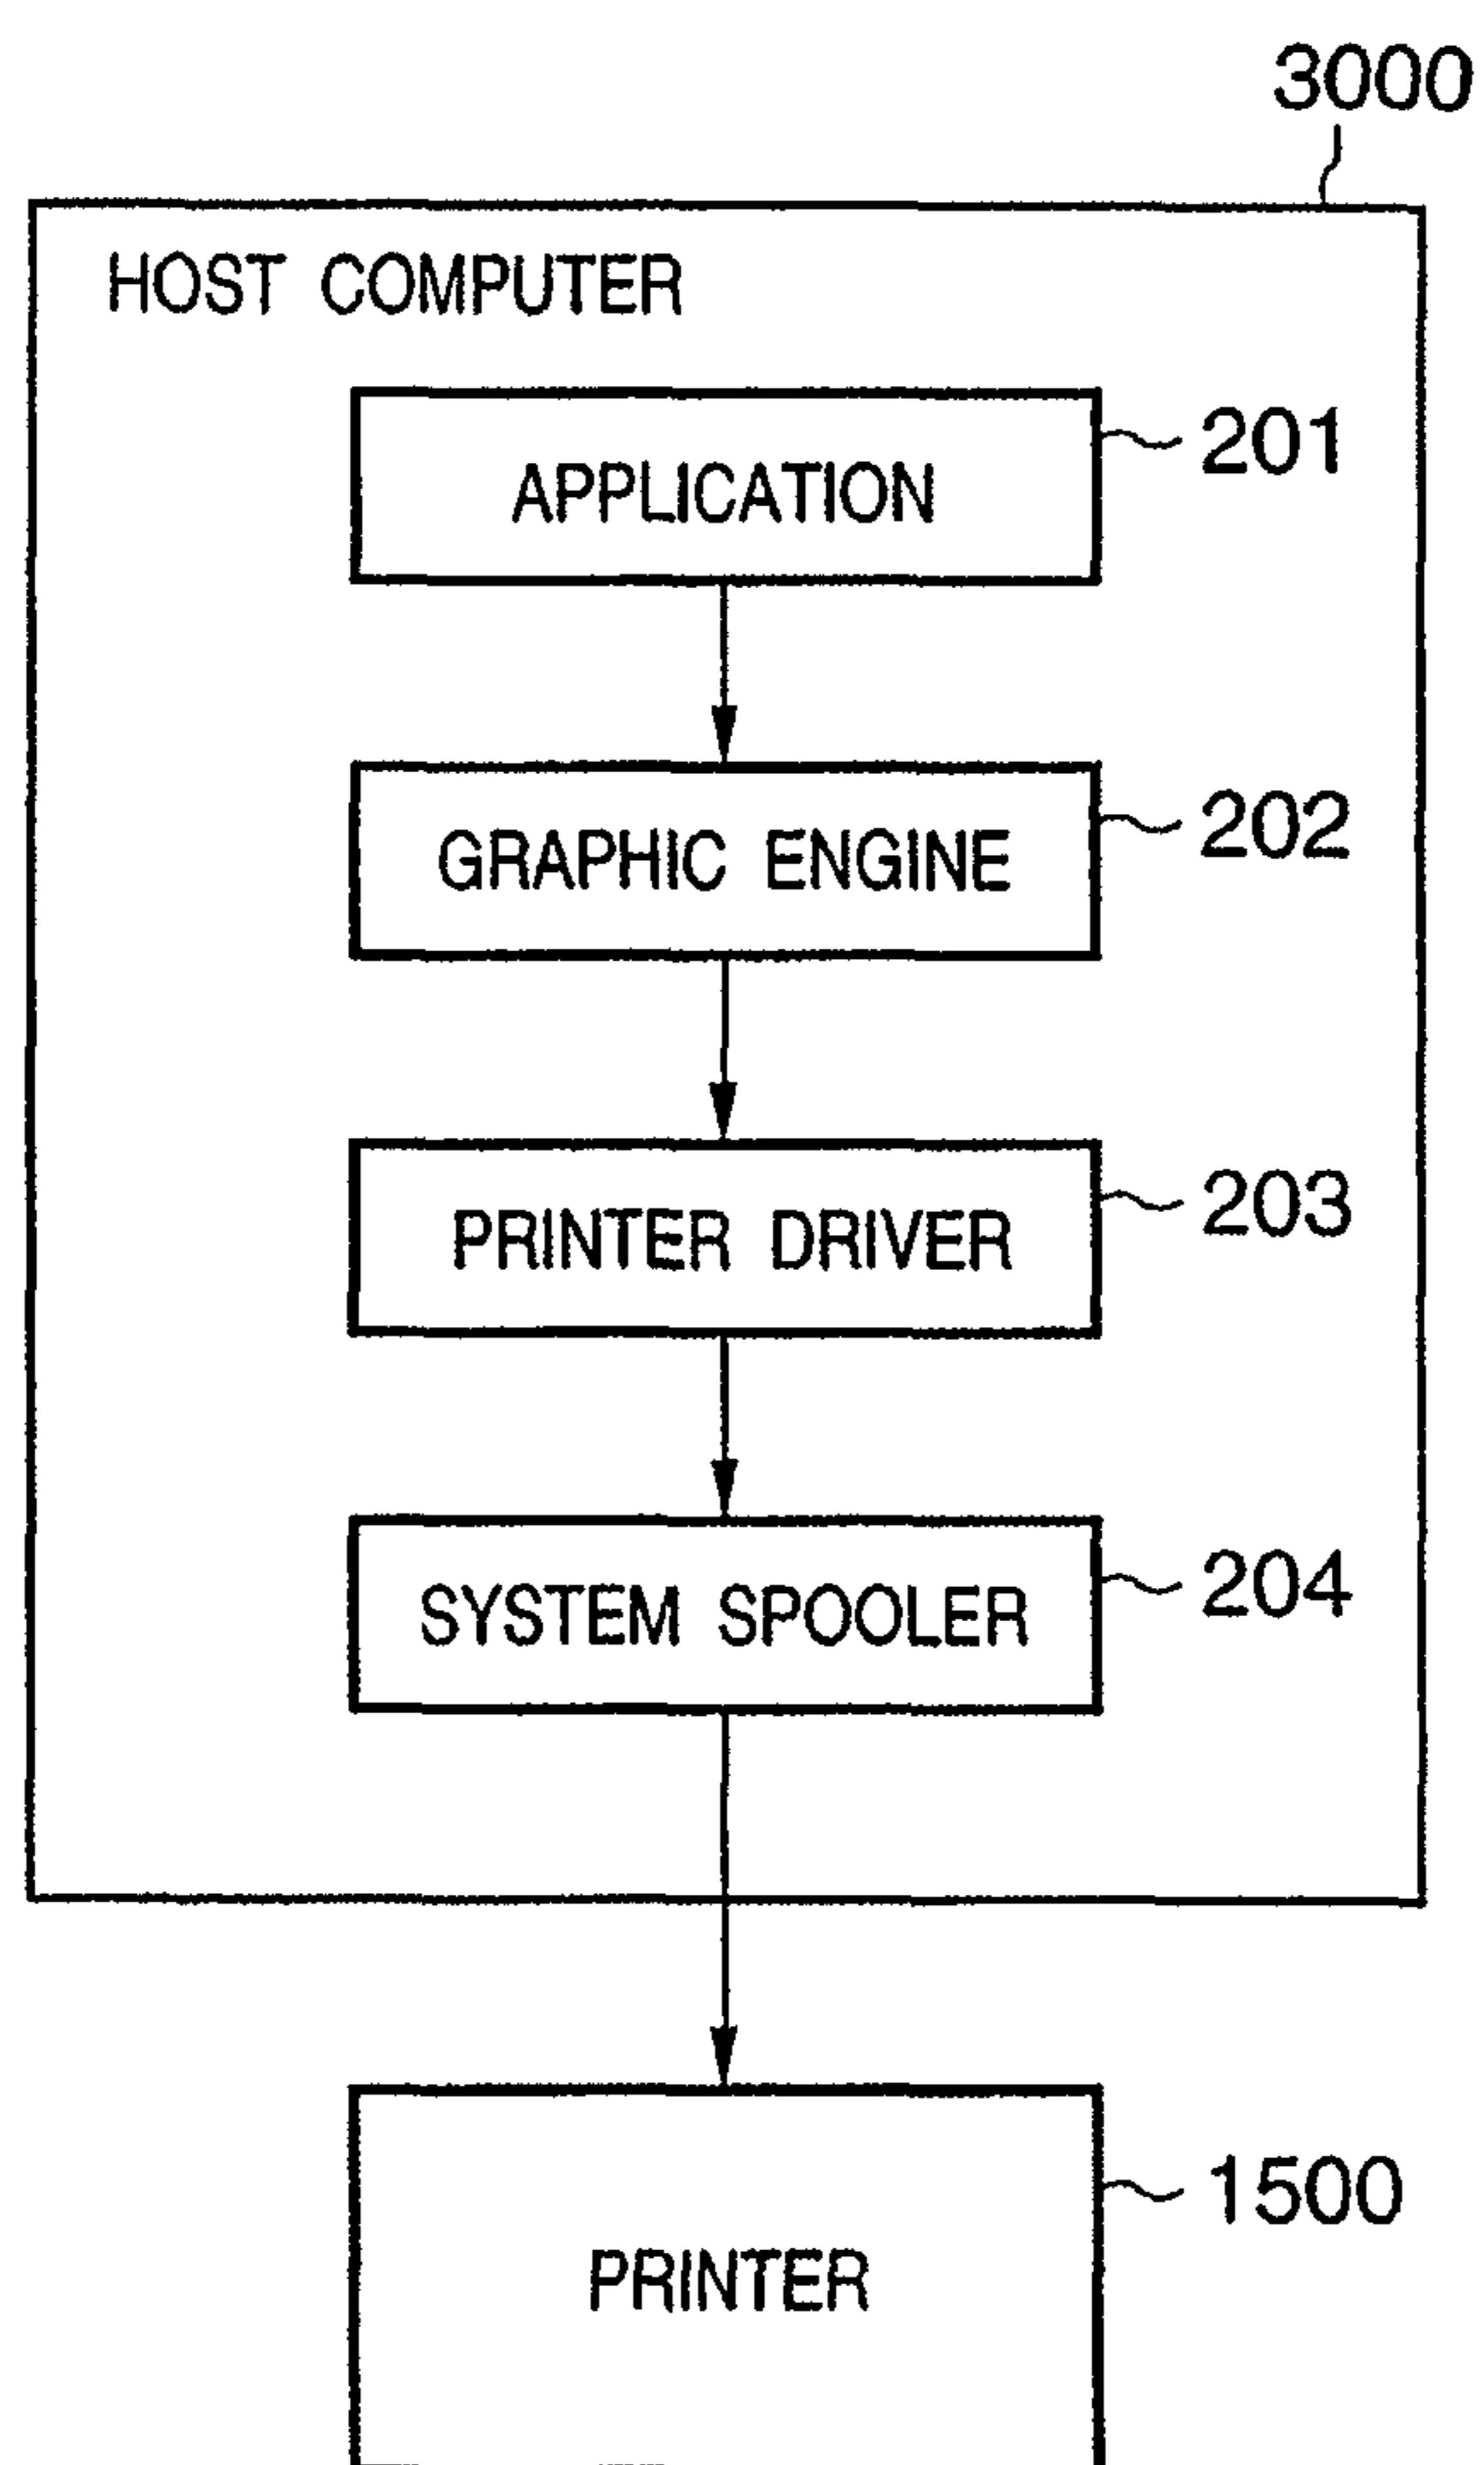 3000
HOST COMPUTER
APPLICATION
201
GRAPHIC ENGINE
202
PRINTER DRIVER
203
SYSTEM SPOOLER
204
PRINTER
1500